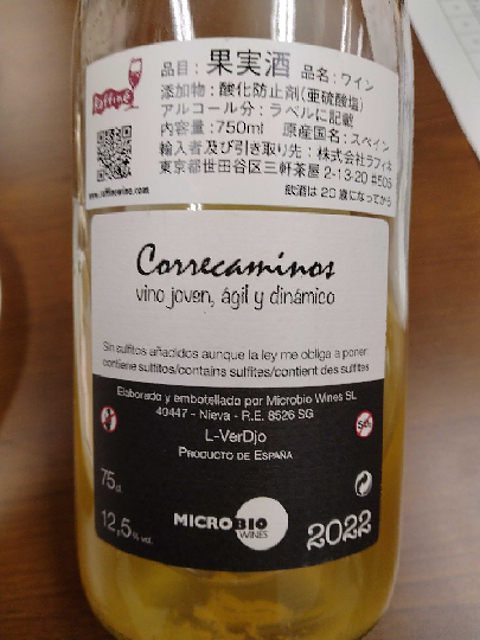 Raffiné
品目：果実酒 品名：ワイン
添加物：酸化防止剤(亜硫酸塩)
アルコール分：ラベルに記載
内容量：750ml 原産国名：スペイン
輸入者及び引き取り先：株式会社ラフィネ
東京都世田谷区三軒茶屋2-13-20 #505
www.raffinewine.com
飲酒は20歳になってから
Correcaminos
vino joven, ágil y dinámico
Sin sulfitos añadidos aunque la ley me obliga a poner:
contiene sulfitos/contains sulfites/contient des sulfites
Elaborado y embotellado por Microbio Wines SL
40447 - Nieva - R.E. 8526 SG
L-VerDjo
PRODUCTO DE ESPAÑA
SO2
75cl
12,5% vol.
MICROBIO
WINES
2022